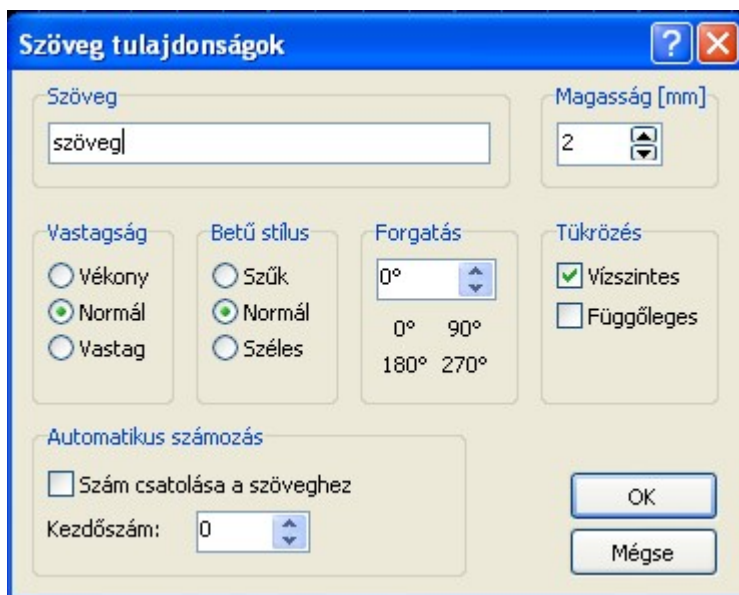 Szöveg tulajdonságok
Szöveg
szöveg
Magasság [mm]
2
Vastagság
Vékony
Normál
Vastag
Betű stílus
Szűk
Normál
Széles
Forgatás
0°
0° 90°
180° 270°
Tükrözés
Vízszintes
Függőleges
Automatikus számozás
Szám csatolása a szöveghez
Kezdőszám: 0
OK
Mégse